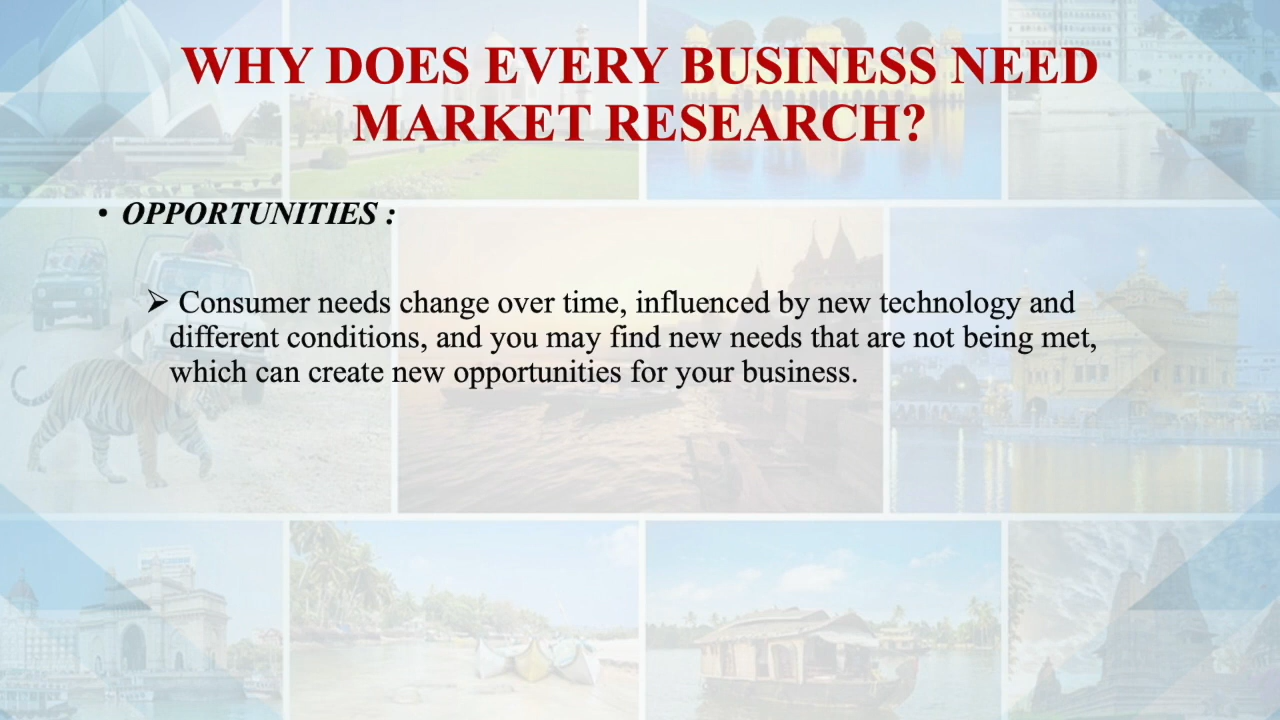 WHY DOES EVERY BUSINESS NEED
MARKET RESEARCH?
• OPPORTUNITIES :
➢ Consumer needs change over time, influenced by new technology and
different conditions, and you may find new needs that are not being met,
which can create new opportunities for your business.